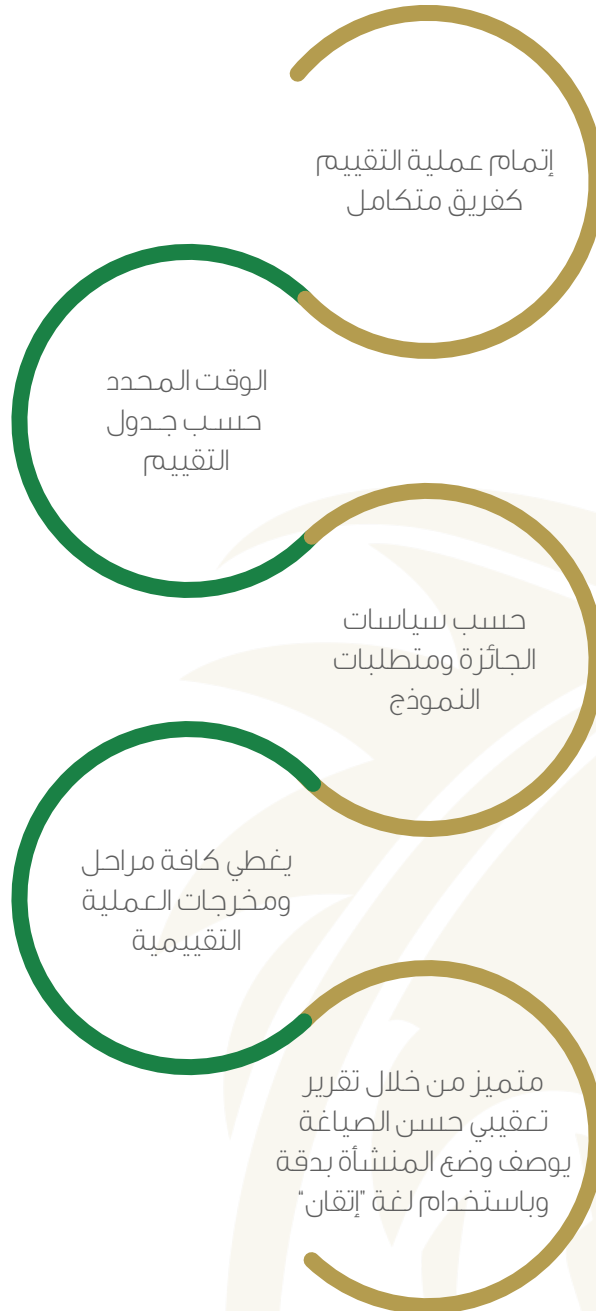 إتمام عملية التقييم
كفريق متكامل
الوقت المحدد
حسب جدول
التقييم
حسب سياسات
الجائزة ومتطلبات
النموذج
يغطي كافة مراحل
ومخرجات العملية
التقييمية
متميز من خلال تقرير
تعقيبي حسن الصياغة
يوصف وضع المنشأة بدقة
وباستخدام لغة "إتقان"